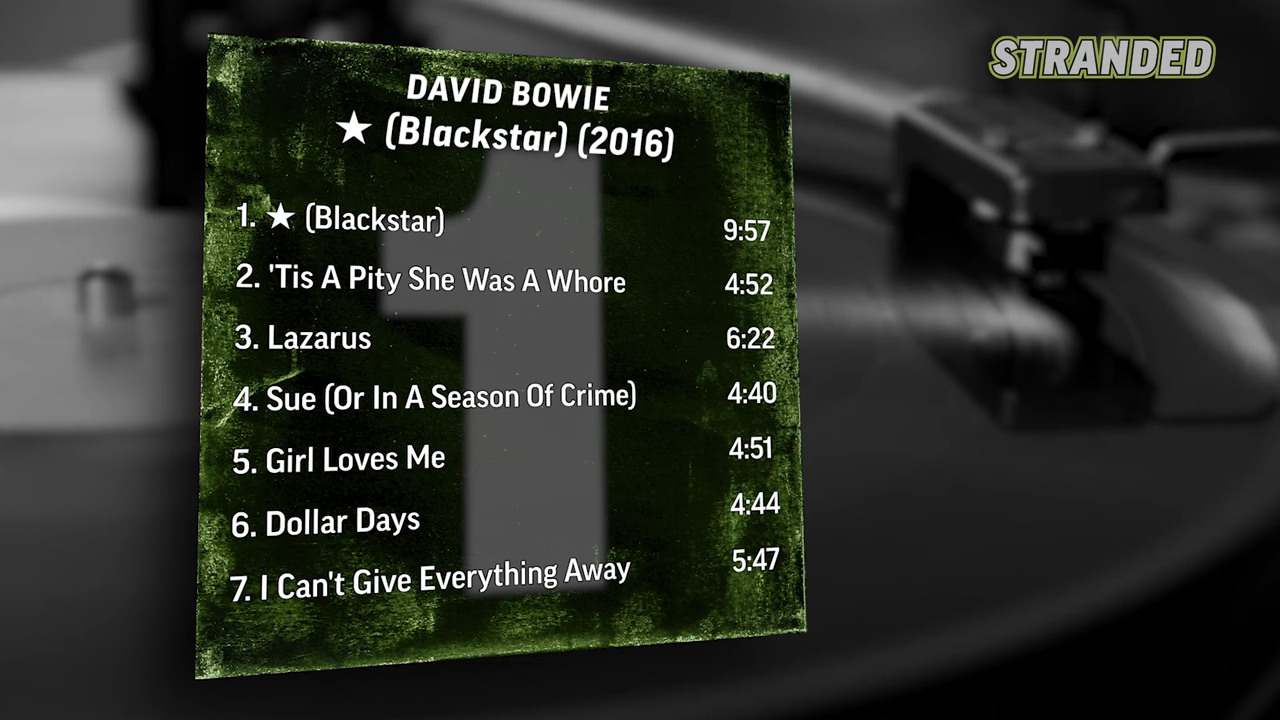 STRANDED
DAVID BOWIE
★ (Blackstar) (2016)
1
1. ★ (Blackstar) 9:57
2. 'Tis A Pity She Was A Whore 4:52
3. Lazarus 6:22
4. Sue (Or In A Season Of Crime) 4:40
5. Girl Loves Me 4:51
6. Dollar Days 4:44
7. I Can't Give Everything Away 5:47